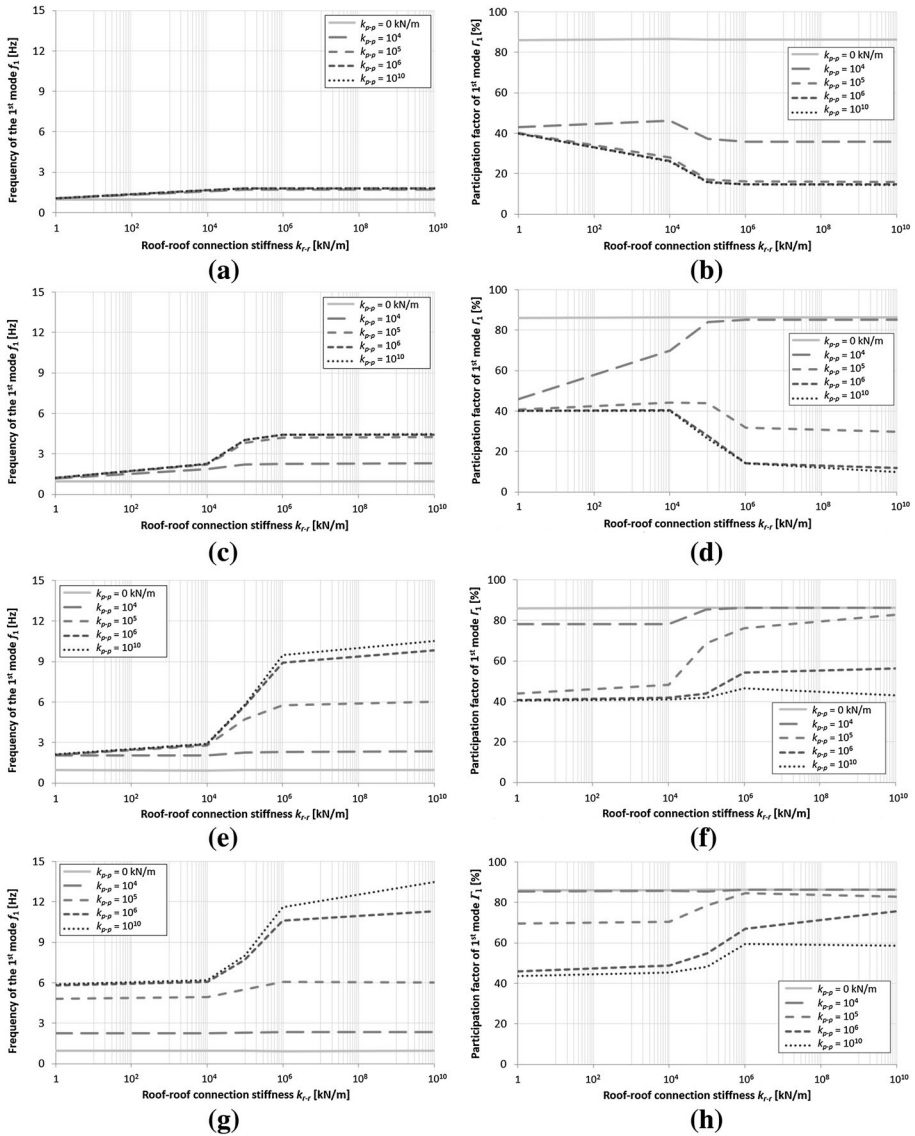 Frequency of the 1st mode f1 [Hz]
15
12
9
6
3
0
kp-p = 0 kN/m
kp-p = 10⁴
kp-p = 10⁵
kp-p = 10⁶
kp-p = 10¹⁰
1
10²
10⁴
10⁶
10⁸
10¹⁰
Roof-roof connection stiffness kr-r [kN/m]
(a)
Participation factor of 1st mode Γ1 [%]
100
80
60
40
20
0
kp-p = 0 kN/m
kp-p = 10⁴
kp-p = 10⁵
kp-p = 10⁶
kp-p = 10¹⁰
1
10²
10⁴
10⁶
10⁸
10¹⁰
Roof-roof connection stiffness kr-r [kN/m]
(b)
Frequency of the 1st mode f1 [Hz]
15
12
9
6
3
0
kp-p = 0 kN/m
kp-p = 10⁴
kp-p = 10⁵
kp-p = 10⁶
kp-p = 10¹⁰
1
10²
10⁴
10⁶
10⁸
10¹⁰
Roof-roof connection stiffness kr-r [kN/m]
(c)
Participation factor of 1st mode Γ1 [%]
100
80
60
40
20
0
kp-p = 0 kN/m
kp-p = 10⁴
kp-p = 10⁵
kp-p = 10⁶
kp-p = 10¹⁰
1
10²
10⁴
10⁶
10⁸
10¹⁰
Roof-roof connection stiffness kr-r [kN/m]
(d)
Frequency of the 1st mode f1 [Hz]
15
12
9
6
3
0
kp-p = 0 kN/m
kp-p = 10⁴
kp-p = 10⁵
kp-p = 10⁶
kp-p = 10¹⁰
1
10²
10⁴
10⁶
10⁸
10¹⁰
Roof-roof connection stiffness kr-r [kN/m]
(e)
Participation factor of 1st mode Γ1 [%]
100
80
60
40
20
0
kp-p = 0 kN/m
kp-p = 10⁴
kp-p = 10⁵
kp-p = 10⁶
kp-p = 10¹⁰
1
10²
10⁴
10⁶
10⁸
10¹⁰
Roof-roof connection stiffness kr-r [kN/m]
(f)
Frequency of the 1st mode f1 [Hz]
15
12
9
6
3
0
kp-p = 0 kN/m
kp-p = 10⁴
kp-p = 10⁵
kp-p = 10⁶
kp-p = 10¹⁰
1
10²
10⁴
10⁶
10⁸
10¹⁰
Roof-roof connection stiffness kr-r [kN/m]
(g)
Participation factor of 1st mode Γ1 [%]
100
80
60
40
20
0
kp-p = 0 kN/m
kp-p = 10⁴
kp-p = 10⁵
kp-p = 10⁶
kp-p = 10¹⁰
1
10²
10⁴
10⁶
10⁸
10¹⁰
Roof-roof connection stiffness kr-r [kN/m]
(h)